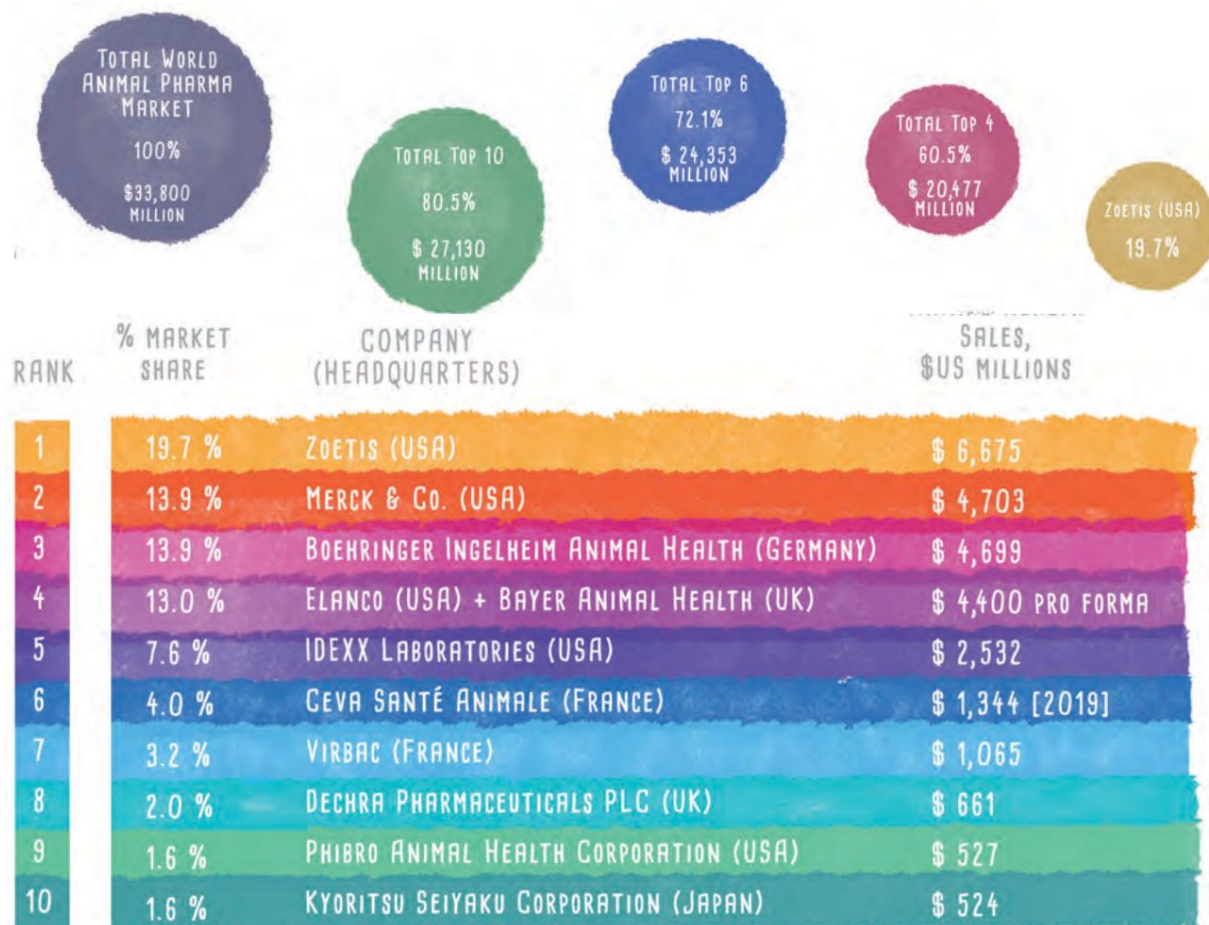 TOTAL WORLD
ANIMAL PHARMA
MARKET
100%
$33,800
MILLION
TOTAL TOP 10
80.5%
$ 27,130
MILLION
TOTAL TOP 6
72.1%
$ 24,353
MILLION
TOTAL TOP 4
60.5%
$ 20,477
MILLION
ZOETIS (USA)
19.7%
RANK
% MARKET
SHARE
COMPANY
(HEADQUARTERS)
SALES,
$US MILLIONS
1 19.7 % ZOETIS (USA) $ 6,675
2 13.9 % MERCK & CO. (USA) $ 4,703
3 13.9 % BOEHRINGER INGELHEIM ANIMAL HEALTH (GERMANY) $ 4,699
4 13.0 % ELANCO (USA) + BAYER ANIMAL HEALTH (UK) $ 4,400 PRO FORMA
5 7.6 % IDEXX LABORATORIES (USA) $ 2,532
6 4.0 % CEVA SANTÉ ANIMALE (FRANCE) $ 1,344 [2019]
7 3.2 % VIRBAC (FRANCE) $ 1,065
8 2.0 % DECHRA PHARMACEUTICALS PLC (UK) $ 661
9 1.6 % PHIBRO ANIMAL HEALTH CORPORATION (USA) $ 527
10 1.6 % KYORITSU SEIYAKU CORPORATION (JAPAN) $ 524